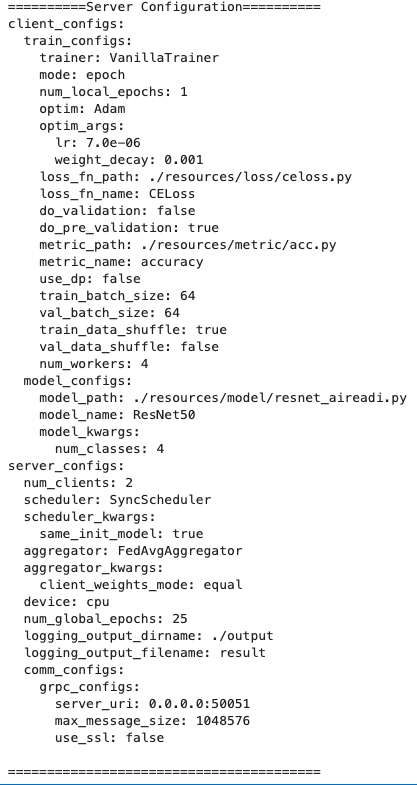 ==========Server Configuration==========
client_configs:
  train_configs:
    trainer: VanillaTrainer
    mode: epoch
    num_local_epochs: 1
    optim: Adam
    optim_args:
      lr: 7.0e-06
      weight_decay: 0.001
    loss_fn_path: ./resources/loss/celoss.py
    loss_fn_name: CELoss
    do_validation: false
    do_pre_validation: true
    metric_path: ./resources/metric/acc.py
    metric_name: accuracy
    use_dp: false
    train_batch_size: 64
    val_batch_size: 64
    train_data_shuffle: true
    val_data_shuffle: false
    num_workers: 4
  model_configs:
    model_path: ./resources/model/resnet_aireadi.py
    model_name: ResNet50
    model_kwargs:
      num_classes: 4
server_configs:
  num_clients: 2
  scheduler: SyncScheduler
  scheduler_kwargs:
    same_init_model: true
  aggregator: FedAvgAggregator
  aggregator_kwargs:
    client_weights_mode: equal
  device: cpu
  num_global_epochs: 25
  logging_output_dirname: ./output
  logging_output_filename: result
  comm_configs:
    grpc_configs:
      server_uri: 0.0.0.0:50051
      max_message_size: 1048576
      use_ssl: false

========================================